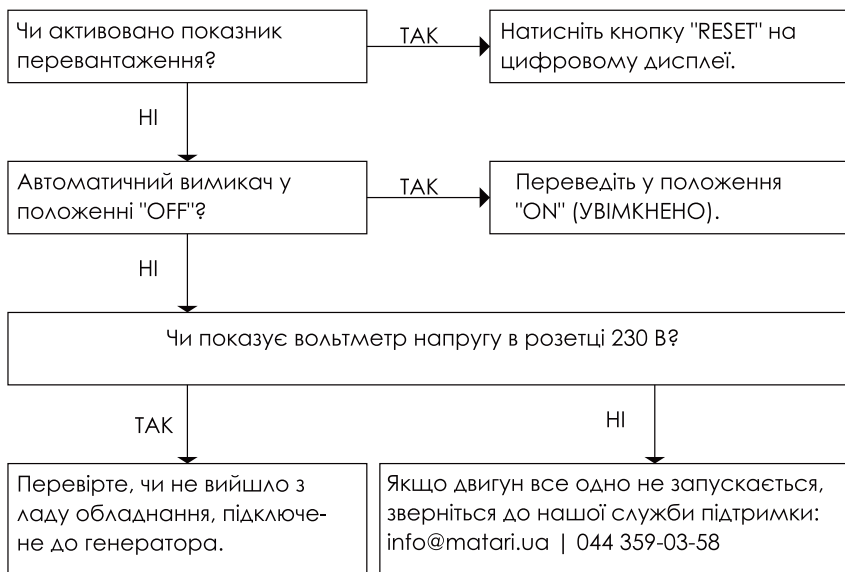 Чи активовано показник
перевантаження?
ТАК
Натисніть кнопку "RESET" на
цифровому дисплеї.
НІ
Автоматичний вимикач у
положенні "OFF"?
ТАК
Переведіть у положення
"ON" (УВІМКНЕНО).
НІ
Чи показує вольтметр напругу в розетці 230 В?
ТАК
НІ
Перевірте, чи не вийшло з
ладу обладнання, підключе-
не до генератора.
Якщо двигун все одно не запускається,
зверніться до нашої служби підтримки:
info@matari.ua | 044 359-03-58